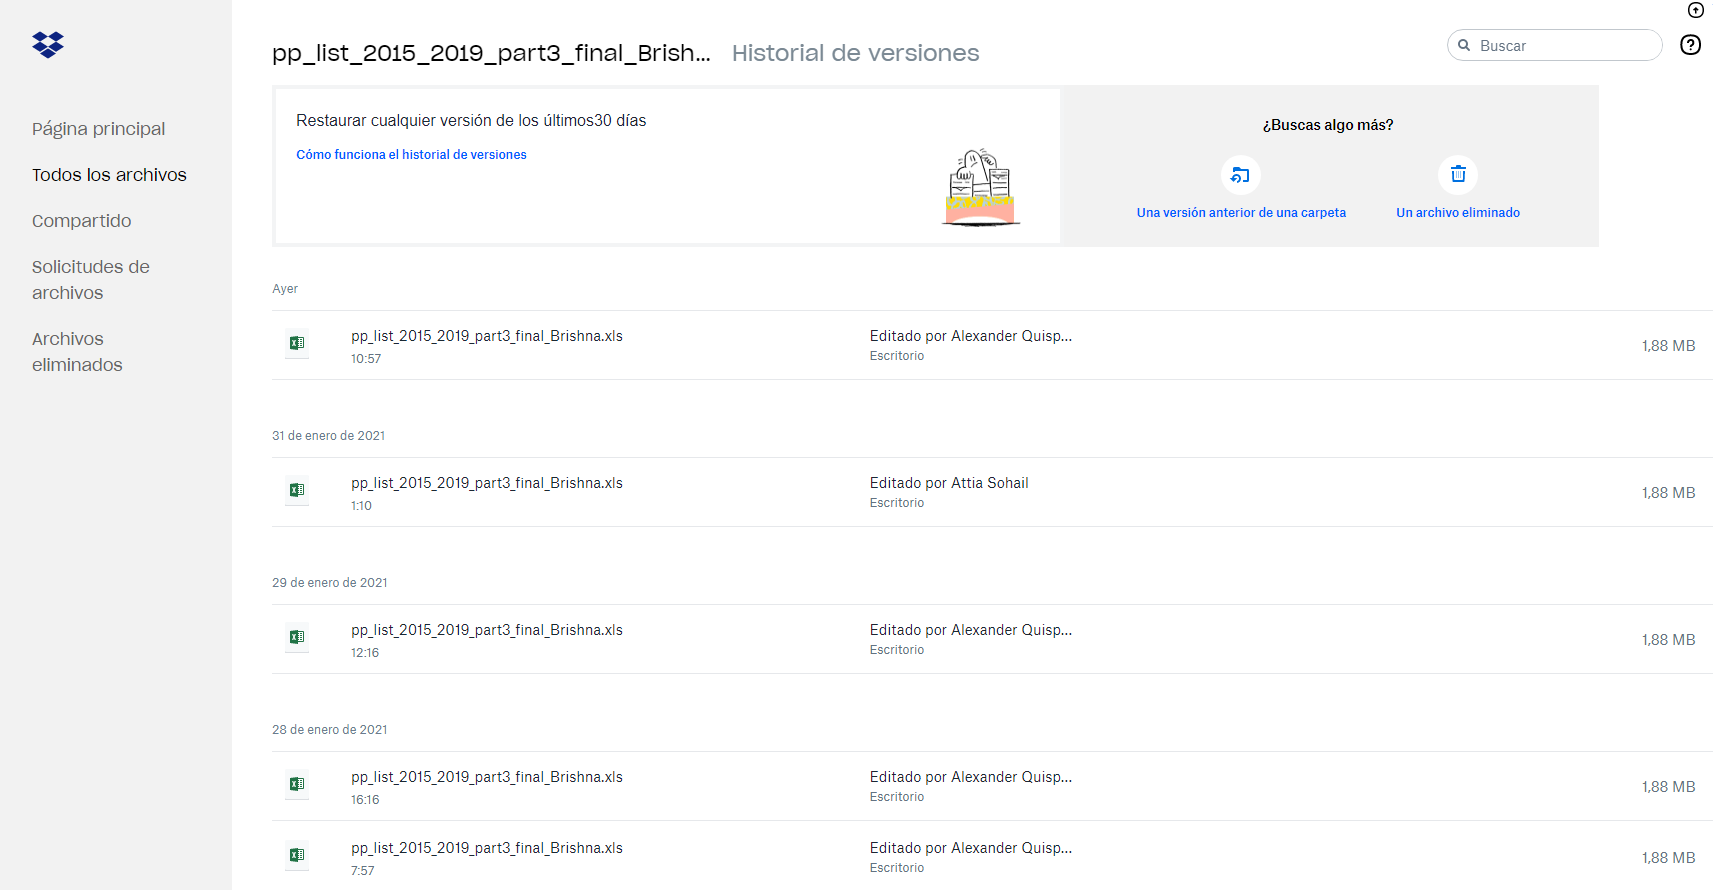 pp_list_2015_2019_part3_final_Brish... Historial de versiones
Buscar
Página principal
Todos los archivos
Compartido
Solicitudes de
archivos
Archivos
eliminados
Restaurar cualquier versión de los últimos30 días
Cómo funciona el historial de versiones
¿Buscas algo más?
Una versión anterior de una carpeta
Un archivo eliminado
Ayer
pp_list_2015_2019_part3_final_Brishna.xls
10:57
Editado por Alexander Quisp...
Escritorio
1,88 MB
31 de enero de 2021
pp_list_2015_2019_part3_final_Brishna.xls
1:10
Editado por Attia Sohail
Escritorio
1,88 MB
29 de enero de 2021
pp_list_2015_2019_part3_final_Brishna.xls
12:16
Editado por Alexander Quisp...
Escritorio
1,88 MB
28 de enero de 2021
pp_list_2015_2019_part3_final_Brishna.xls
16:16
Editado por Alexander Quisp...
Escritorio
1,88 MB
pp_list_2015_2019_part3_final_Brishna.xls
7:57
Editado por Alexander Quisp...
Escritorio
1,88 MB